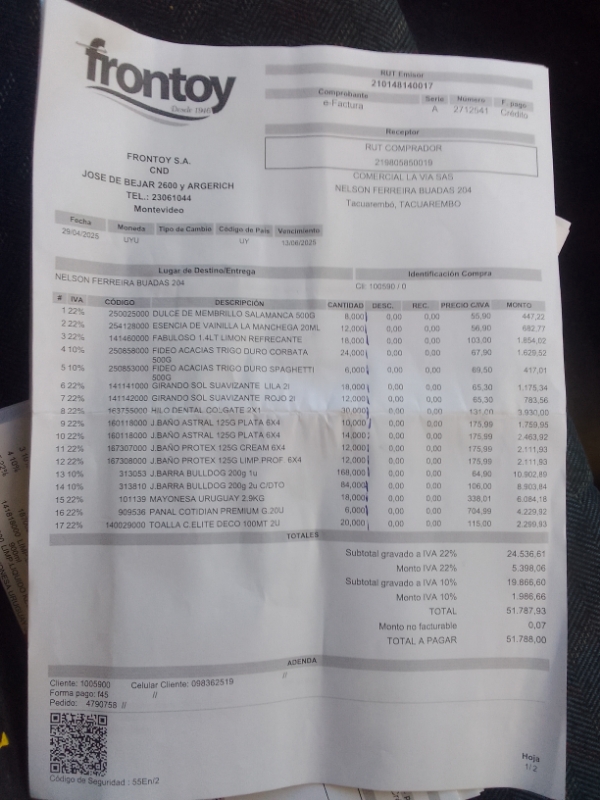 frontoy
Desde 1946
RUT Emisor
210148140017
Comprobante Serie Número F. pago
e-Factura A 2712541 Crédito
Receptor
RUT COMPRADOR
219805850019
COMERCIAL LA VIA SAS
NELSON FERREIRA BUADAS 204
Tacuarembó, TACUAREMBO
FRONTOY S.A.
CND
JOSE DE BEJAR 2600 y ARGERICH
TEL.: 23061044
Montevideo
Fecha Moneda Tipo de Cambio Código de País Vencimiento
29/04/2025 UYU UY 13/06/2025
Lugar de Destino/Entrega Identificación Compra
NELSON FERREIRA BUADAS 204 CII: 100590 / 0
# IVA CÓDIGO DESCRIPCIÓN CANTIDAD DESC. REC. PRECIO C/IVA MONTO
1 22% 250025000 DULCE DE MEMBRILLO SALAMANCA 500G 8,000 0,00 0,00 55,90 447,22
2 22% 254128000 ESENCIA DE VAINILLA LA MANCHEGA 20ML 12,000 0,00 0,00 56,90 682,77
3 22% 141460000 FABULOSO 1.4LT LIMON REFRECANTE 18,000 0,00 0,00 103,00 1.854,02
4 10% 250858000 FIDEO ACACIAS TRIGO DURO CORBATA 24,000 0,00 0,00 67,90 1.629,52
500G
5 10% 250853000 FIDEO ACACIAS TRIGO DURO SPAGHETTI 6,000 0,00 0,00 69,50 417,01
500G
6 22% 141141000 GIRANDO SOL SUAVIZANTE LILA 2l 18,000 0,00 0,00 65,30 1.175,34
7 22% 141142000 GIRANDO SOL SUAVIZANTE ROJO 2l 12,000 0,00 0,00 65,30 783,56
8 22% 163755000 HILO DENTAL COLGATE 2X1 30,000 0,00 0,00 131,00 3.930,00
9 22% 160118000 J.BAÑO ASTRAL 125G PLATA 6X4 10,000 0,00 0,00 175,99 1.759,95
10 22% 160118000 J.BAÑO ASTRAL 125G PLATA 6X4 14,000 0,00 0,00 175,99 2.463,92
11 22% 167307000 J.BAÑO PROTEX 125G CREAM 6X4 12,000 0,00 0,00 175,99 2.111,93
12 22% 167308000 J.BAÑO PROTEX 125G LIMP.PROF. 6X4 12,000 0,00 0,00 175,99 2.111,93
13 10% 313053 J.BARRA BULLDOG 200g 1u 168,000 0,00 0,00 64,90 10.902,89
14 10% 313810 J.BARRA BULLDOG 200g 2u C/DTO 84,000 0,00 0,00 106,00 8.903,84
15 22% 101139 MAYONESA URUGUAY 2.9KG 18,000 0,00 0,00 338,01 6.084,18
16 22% 909536 PAÑAL COTIDIAN PREMIUM G.20U 6,000 0,00 0,00 704,99 4.229,92
17 22% 140029000 TOALLA C.ELITE DECO 100MT 2U 20,000 0,00 0,00 115,00 2.299,93
TOTALES
Subtotal gravado a IVA 22% 24.536,61
Monto IVA 22% 5.398,06
Subtotal gravado a IVA 10% 19.866,60
Monto IVA 10% 1.986,66
TOTAL 51.787,93
Monto no facturable 0,07
TOTAL A PAGAR 51.788,00
ADENDA
Cliente: 1005900 Celular Cliente: 098362519 //
Forma pago: f45 //
Pedido: 4790758 //
Código de Seguridad : 55En/2
Hoja
1/2